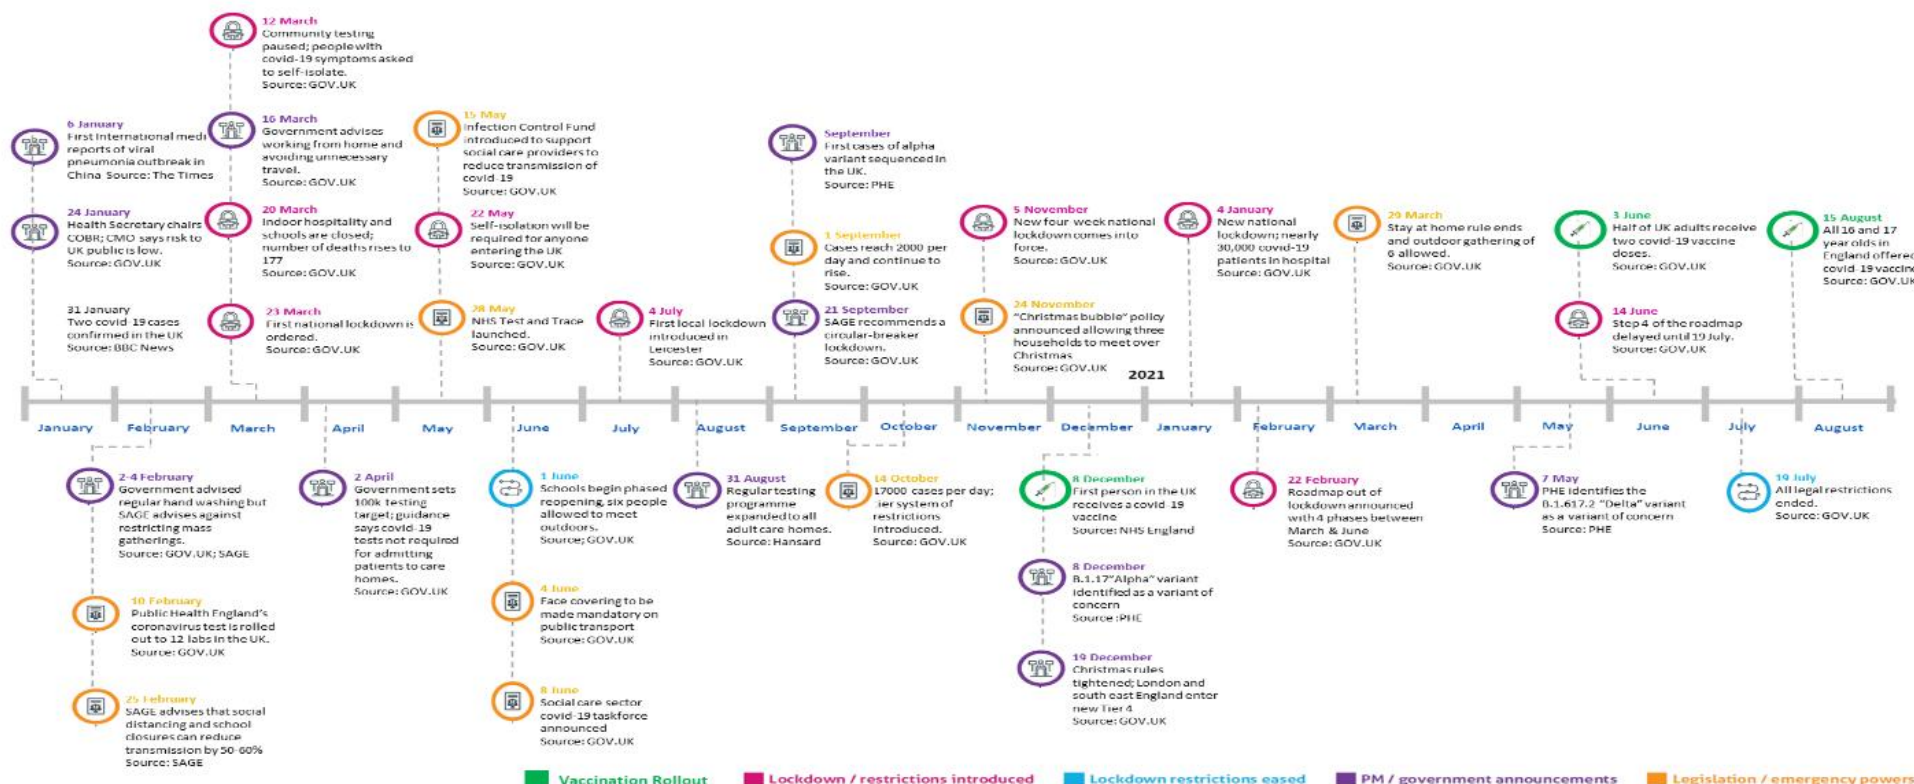 12 March
Community testing
paused; people with
covid-19 symptoms asked
to self-isolate.
Source: GOV.UK
6 January
First International medi
reports of viral
pneumonia outbreak in
China Source: The Times
16 March
Government advises
working from home and
avoiding unnecessary
travel.
Source: GOV.UK
15 May
Infection Control Fund
introduced to support
social care providers to
reduce transmission of
covid-19
Source: GOV.UK
September
First cases of alpha
variant sequenced in
the UK.
Source: PHE
24 January
Health Secretary chairs
COBR; CMO says risk to
UK public is low.
Source: GOV.UK
20 March
Indoor hospitality and
schools are closed;
number of deaths rises to
177
Source: GOV.UK
22 May
Self-isolation will be
required for anyone
entering the UK
Source: GOV.UK
1 September
Cases reach 2000 per
day and continue to
rise.
Source: GOV.UK
5 November
New four-week national
lockdown comes into
force.
Source: GOV.UK
4 January
New national
lockdown; nearly
30,000 covid-19
patients in hospital
Source: GOV.UK
29 March
Stay at home rule ends
and outdoor gathering of
6 allowed.
Source: GOV.UK
3 June
Half of UK adults receive
two covid-19 vaccine
doses.
Source: GOV.UK
15 August
All 16 and 17
year olds in
England offered
covid-19 vaccine
Source: GOV.UK
31 January
Two covid-19 cases
confirmed in the UK
Source: BBC News
23 March
First national lockdown is
ordered.
Source: GOV.UK
28 May
NHS Test and Trace
launched.
Source: GOV.UK
4 July
First local lockdown
introduced in
Leicester
Source: GOV.UK
21 September
SAGE recommends a
circular-breaker
lockdown.
Source: GOV.UK
24 November
"Christmas bubble" policy
announced allowing three
households to meet over
Christmas
Source: GOV.UK
14 June
Step 4 of the roadmap
delayed until 19 July.
Source: GOV.UK
2021
January February March April May June July August September October November December January February March April May June July August
2-4 February
Government advised
regular hand washing but
SAGE advises against
restricting mass
gatherings.
Source: GOV.UK; SAGE
2 April
Government sets
100k testing
target; guidance
says covid-19
tests not required
for admitting
patients to care
homes.
Source: GOV.UK
1 June
Schools begin phased
reopening, six people
allowed to meet
outdoors.
Source; GOV.UK
31 August
Regular testing
programme
expanded to all
adult care homes.
Source: Hansard
14 October
17000 cases per day;
tier system of
restrictions
Introduced.
Source: GOV.UK
8 December
First person in the UK
receives a covid-19
vaccine
Source: NHS England
22 February
Roadmap out of
lockdown announced
with 4 phases between
March & June
Source: GOV.UK
7 May
PHE identifies the
B.1.617.2 "Delta" variant
as a variant of concern
Source: PHE
19 July
All legal restrictions
ended.
Source: GOV.UK
10 February
Public Health England's
coronavirus test is rolled
out to 12 labs in the UK.
Source: GOV.UK
4 June
Face covering to be
made mandatory on
public transport
Source: GOV.UK
8 December
B.1.17"Alpha" variant
identified as a variant of
concern
Source :PHE
25 February
SAGE advises that social
distancing and school
closures can reduce
transmission by 50-60%
Source: SAGE
8 June
Social care sector
covid-19 taskforce
announced
Source: GOV.UK
19 December
Christmas rules
tightened; London and
south east England enter
new Tier 4
Source: GOV.UK
Vaccination Rollout Lockdown / restrictions introduced Lockdown restrictions eased PM / government announcements Legislation / emergency powers